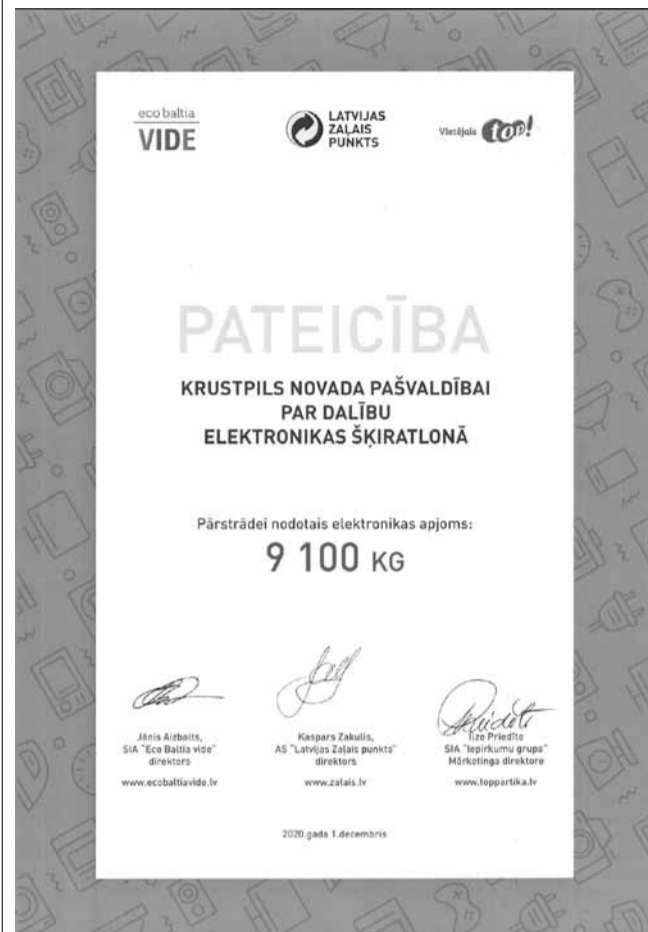 eco baltia
VIDE
LATVIJAS
ZAĻAIS
PUNKTS
Vietējais top!
PATEICĪBA
KRUSTPILS NOVADA PAŠVALDĪBAI
PAR DALĪBU
ELEKTRONIKAS ŠĶIRATLONĀ
Pārstrādei nodotais elektronikas apjoms:
9 100 KG
Jānis Aizbalts,
SIA "Eco Baltia vide"
direktors
www.ecobaltiavide.lv
Kaspars Zakulis,
AS "Latvijas Zaļais punkts"
direktors
www.zalais.lv
Ilze Priedīte
SIA "Iepirkumu grupa"
Mārketinga direktore
www.toppartika.lv
2020.gada 1.decembris